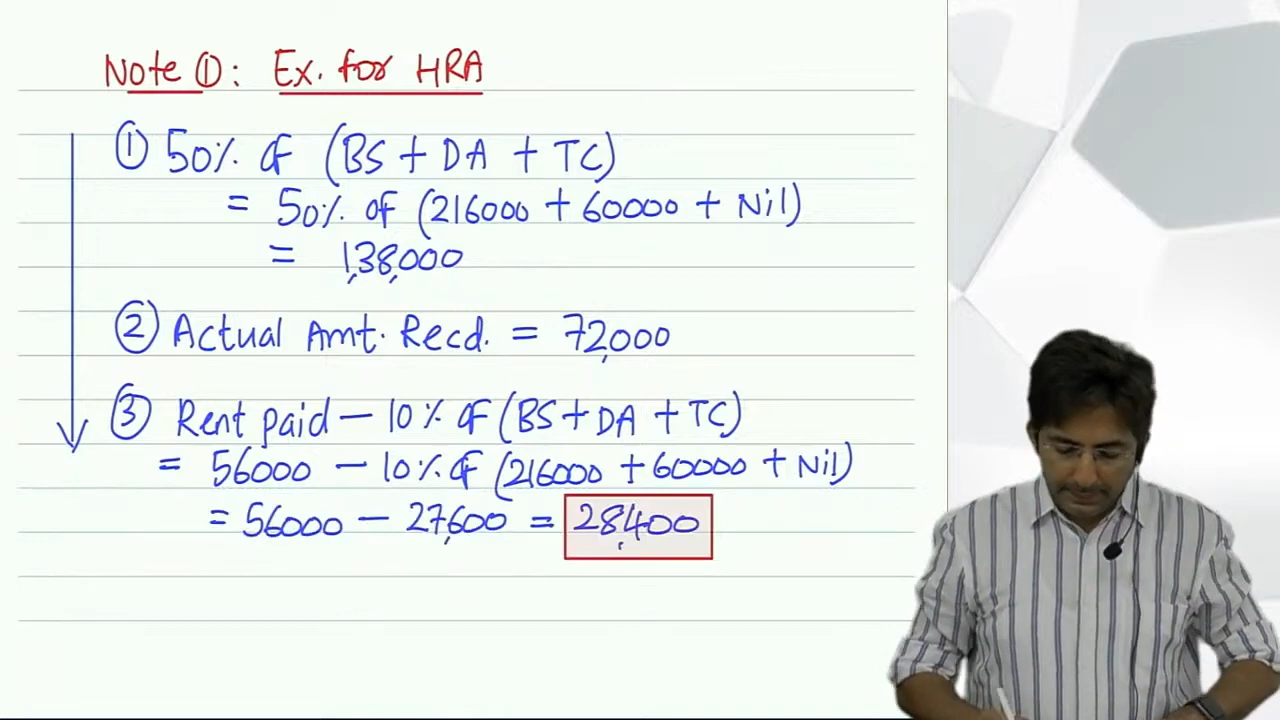 Note ①: Ex. for HRA
① 50% of (BS + DA + TC)
= 50% of (216000 + 60000 + Nil)
= 1,38,000
② Actual Amt. Recd. = 72,000
③ Rent paid – 10% of (BS + DA + TC)
= 56000 – 10% of (216000 + 60000 + Nil)
= 56000 – 27,600 = 28,400